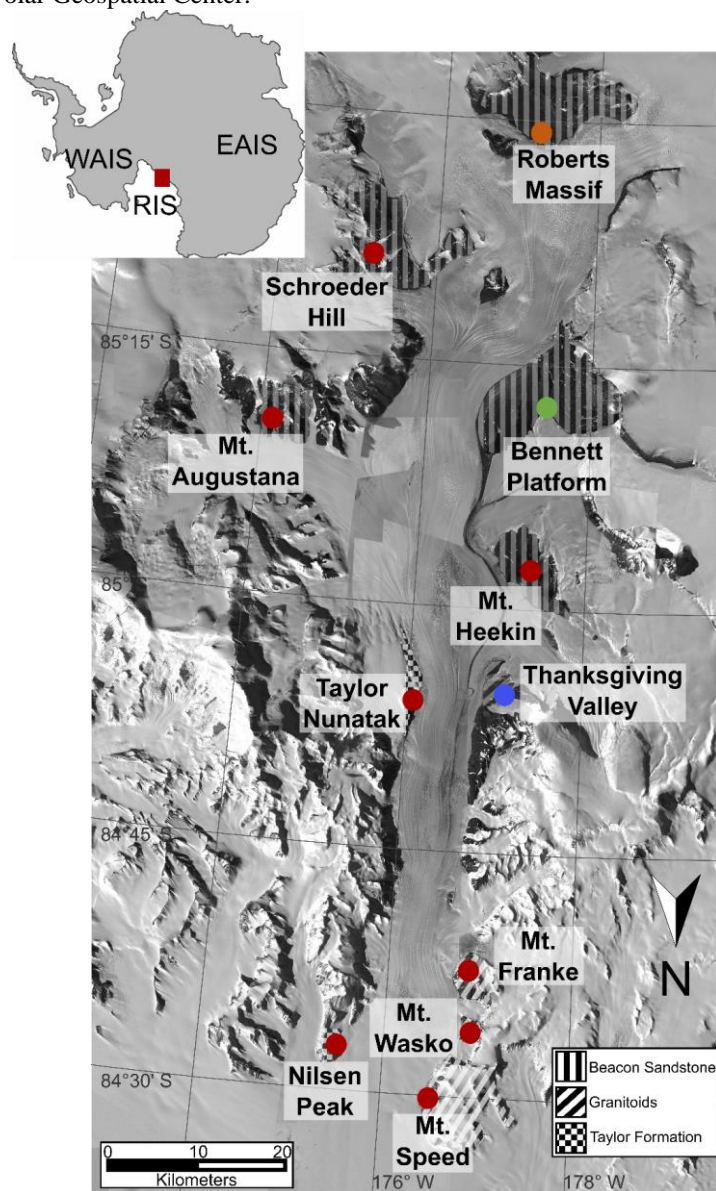 olar Geospatial Center.
WAIS
EAIS
RIS
Roberts
Massif
Schroeder
Hill
85°15' S
Mt.
Augustana
Bennett
Platform
85° S
Mt.
Heekin
Taylor
Nunatak
Thanksgiving
Valley
84°45' S
Mt.
Franke
N
Mt.
Wasko
Nilsen
Peak
84°30' S
Mt.
Speed
Beacon Sandstone
Granitoids
Taylor Formation
0 10 20
Kilometers
176° W
178° W